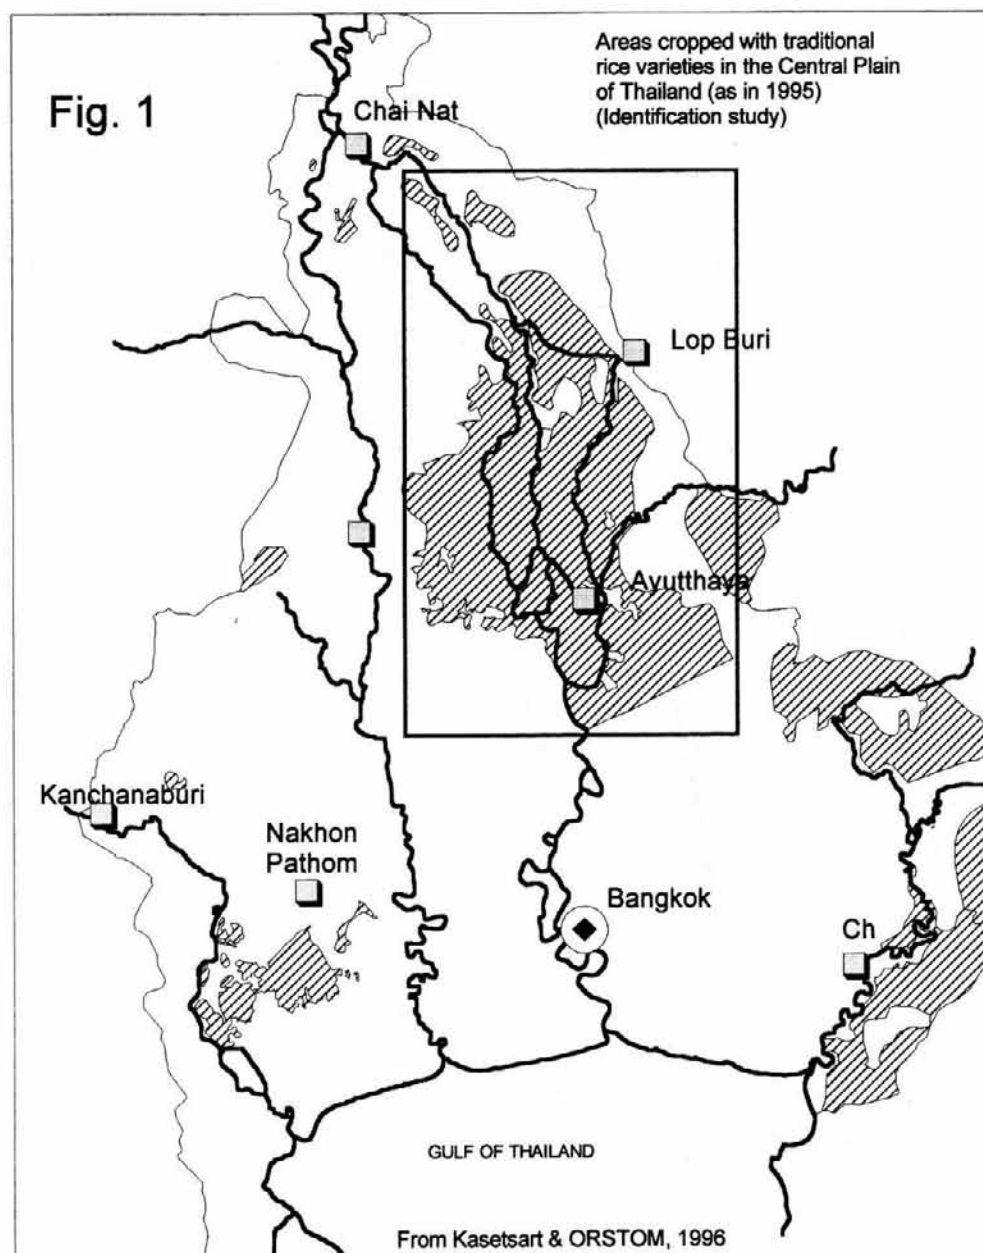 Fig. 1
Areas cropped with traditional
rice varieties in the Central Plain
of Thailand (as in 1995)
(Identification study)
Chai Nat
Lop Buri
Ayutthaya
Kanchanaburi
Nakhon
Pathom
Bangkok
Ch
GULF OF THAILAND
From Kasetsart & ORSTOM, 1996